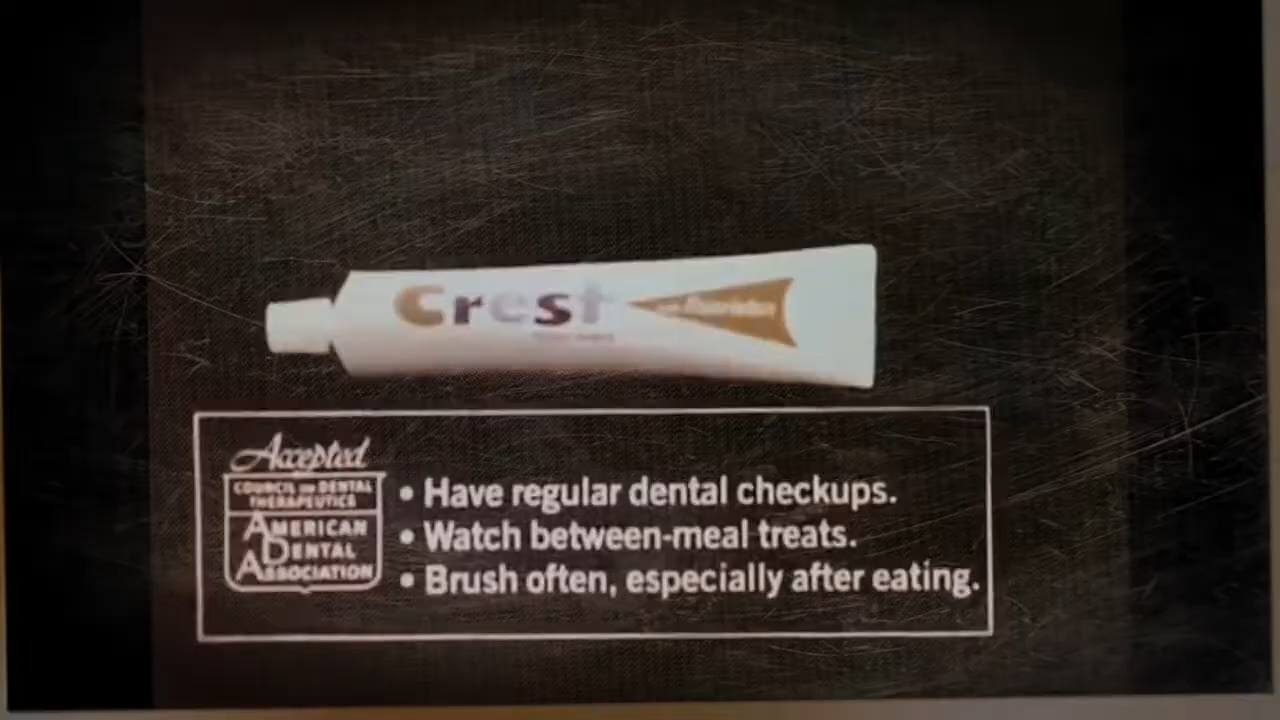 Crest
Accepted
COUNCIL ON DENTAL
THERAPEUTICS
AMERICAN
DENTAL
ASSOCIATION
• Have regular dental checkups.
• Watch between-meal treats.
• Brush often, especially after eating.